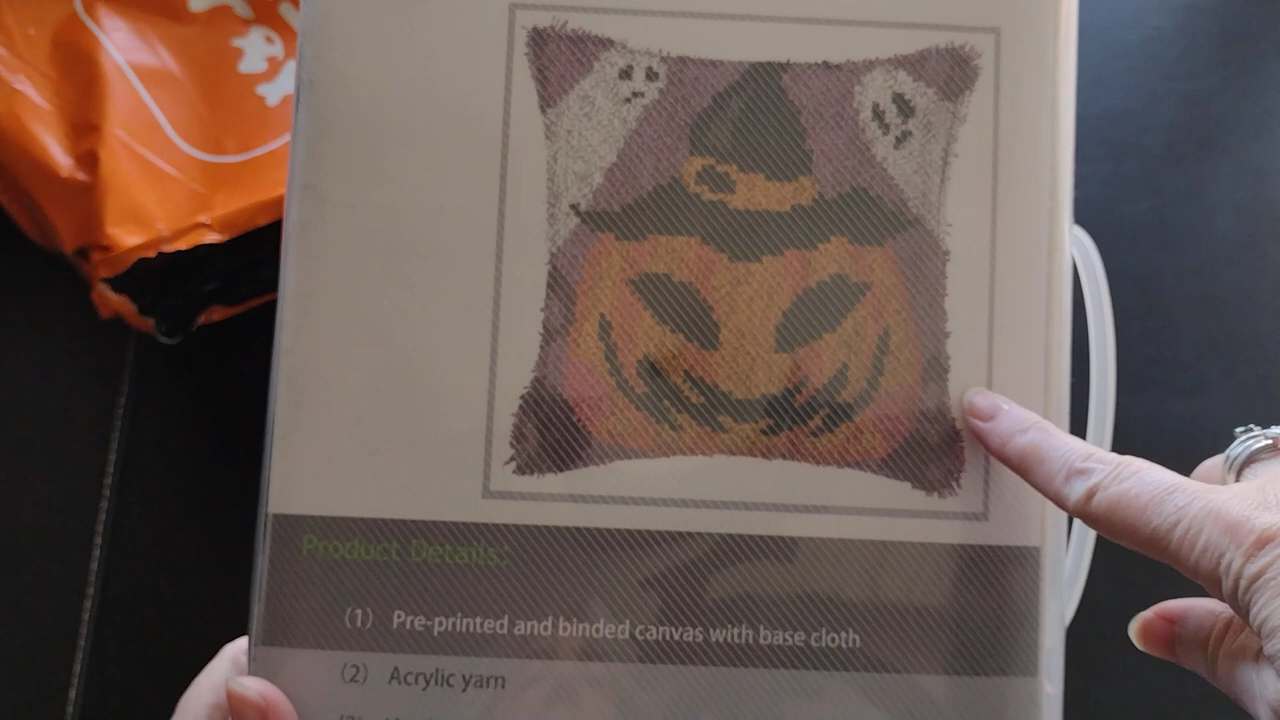 Product Details:
(1) Pre-printed and binded canvas with base cloth
(2) Acrylic yarn